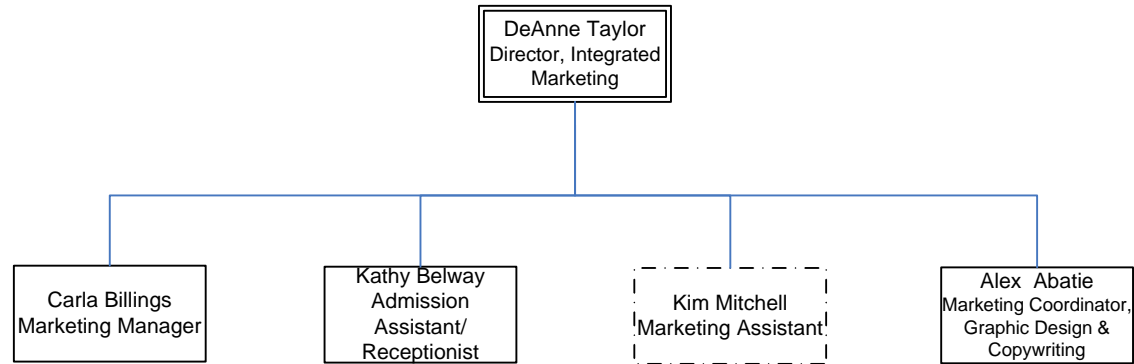 DeAnne Taylor
Director, Integrated
Marketing
Carla Billings
Marketing Manager
Kathy Belway
Admission
Assistant/
Receptionist
Kim Mitchell
Marketing Assistant
Alex Abatie
Marketing Coordinator,
Graphic Design &
Copywriting